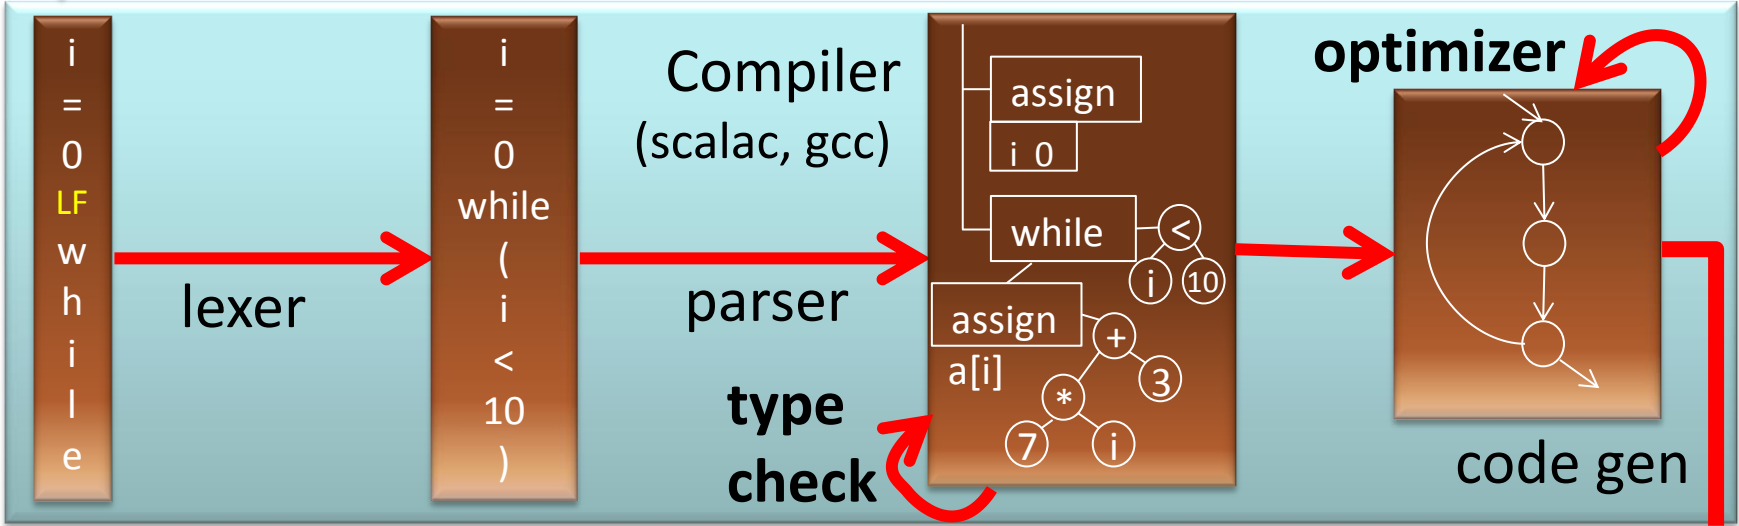 i
=
0
LF
w
h
i
l
e
lexer
i
=
0
while
(
i
<
10
)
Compiler
(scalac, gcc)
parser
type
check
assign
i 0
while
<
i 10
assign
a[i]
+
* 3
7 i
optimizer
code gen